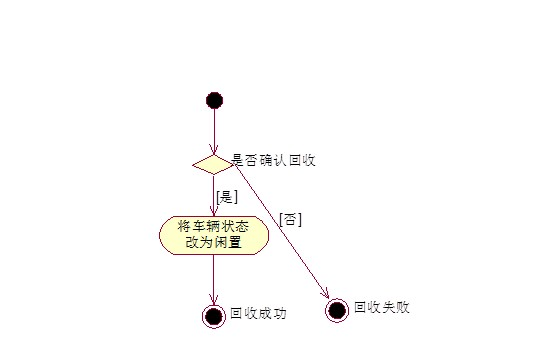 是否确认回收
[是]
[否]
将车辆状态
改为闲置
回收成功
回收失败